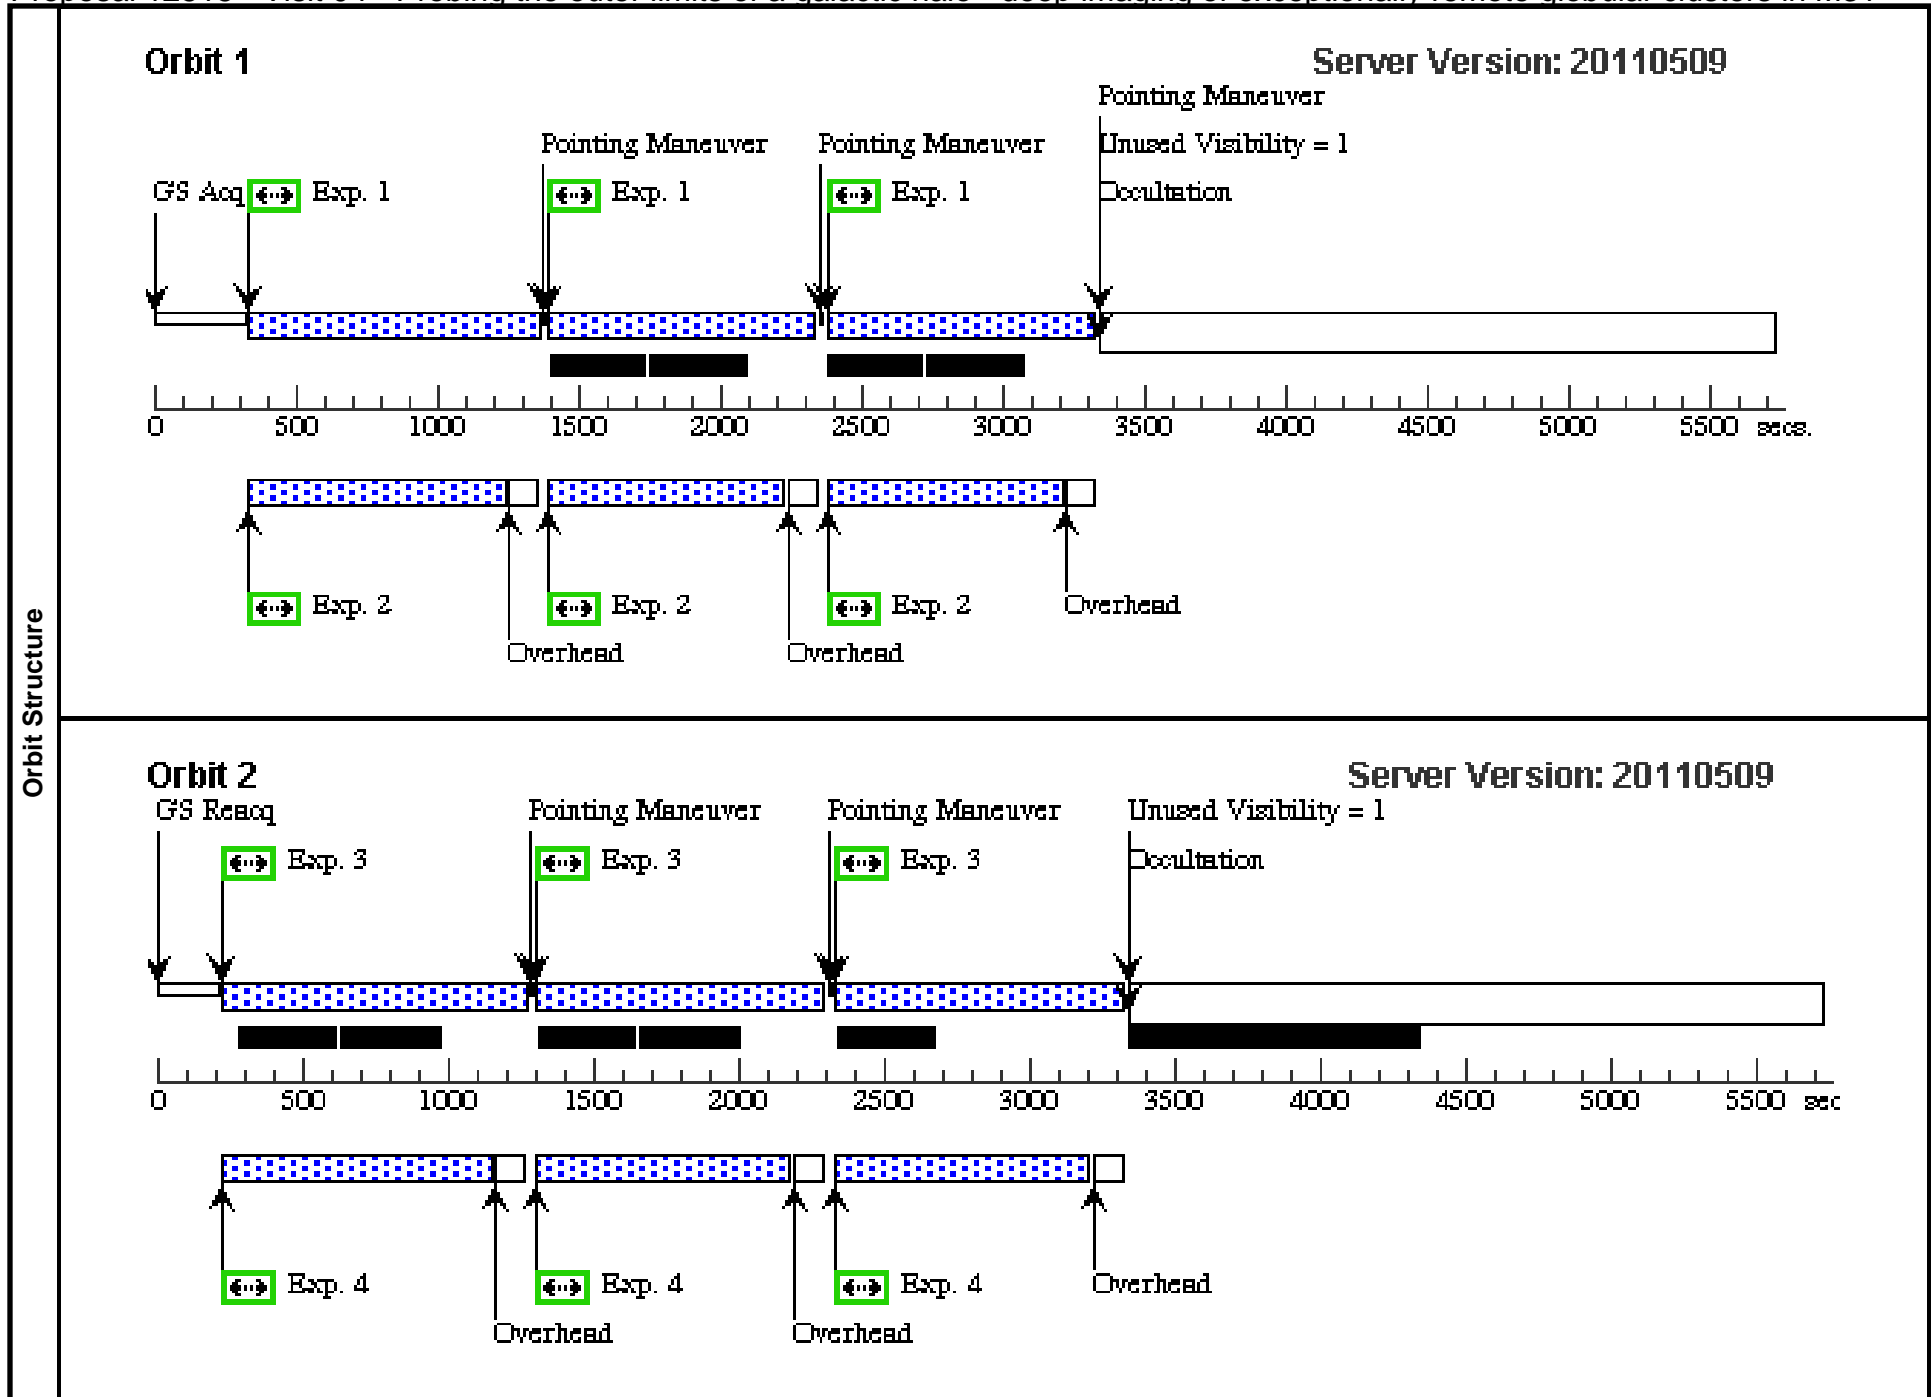 Orbit Structure
Orbit 1
Server Version: 20110509
Pointing Maneuver
Pointing Maneuver Pointing Maneuver Unused Visibility = 1
GS Acq Exp. 1 Exp. 1 Exp. 1 Occultation
0 500 1000 1500 2000 2500 3000 3500 4000 4500 5000 5500 secs.
Exp. 2 Exp. 2 Exp. 2 Overhead
Overhead Overhead
Orbit 2
Server Version: 20110509
GS Reacq Pointing Maneuver Pointing Maneuver Unused Visibility = 1
Exp. 3 Exp. 3 Exp. 3 Occultation
0 500 1000 1500 2000 2500 3000 3500 4000 4500 5000 5500 sec
Exp. 4 Exp. 4 Exp. 4 Overhead
Overhead Overhead